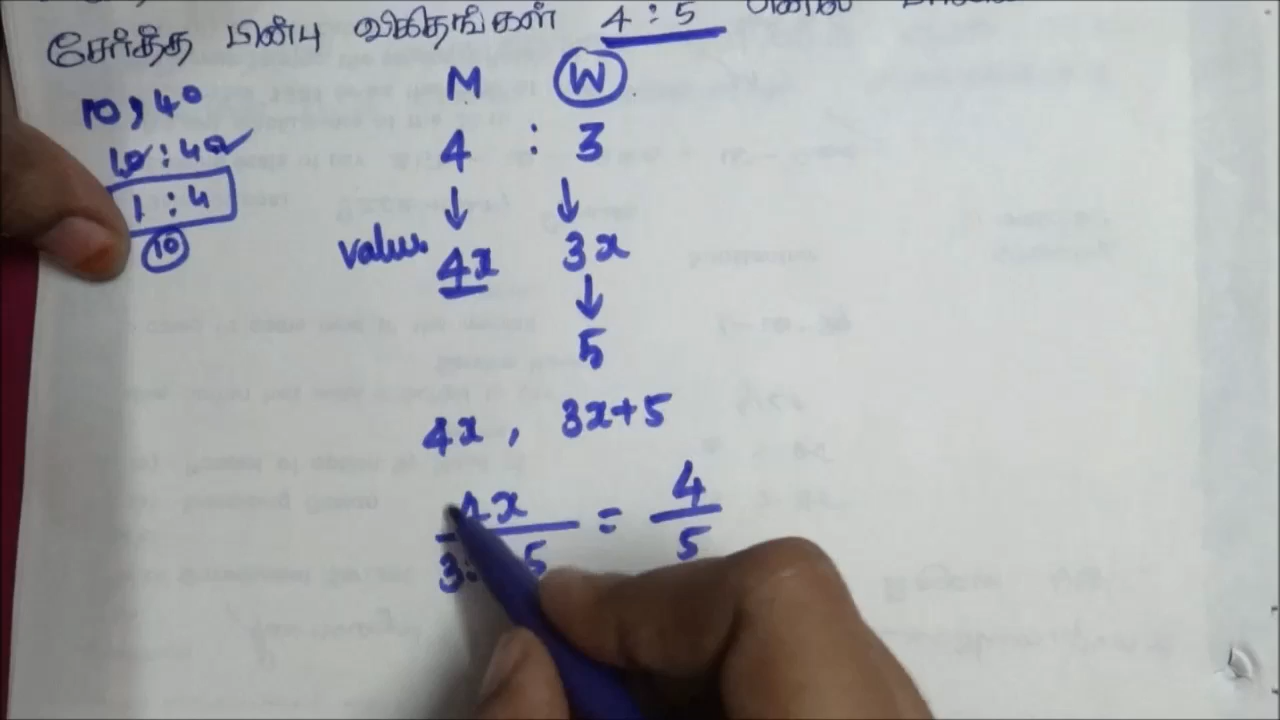 சேர்த்த பின்பு விகிதங்கள் 4 : 5 எனில்
10, 40
10 : 40
1 : 4
10
M W
4 : 3
↓ ↓
value 4x 3x
↓
5
4x , 3x+5
4x = 4
5 5